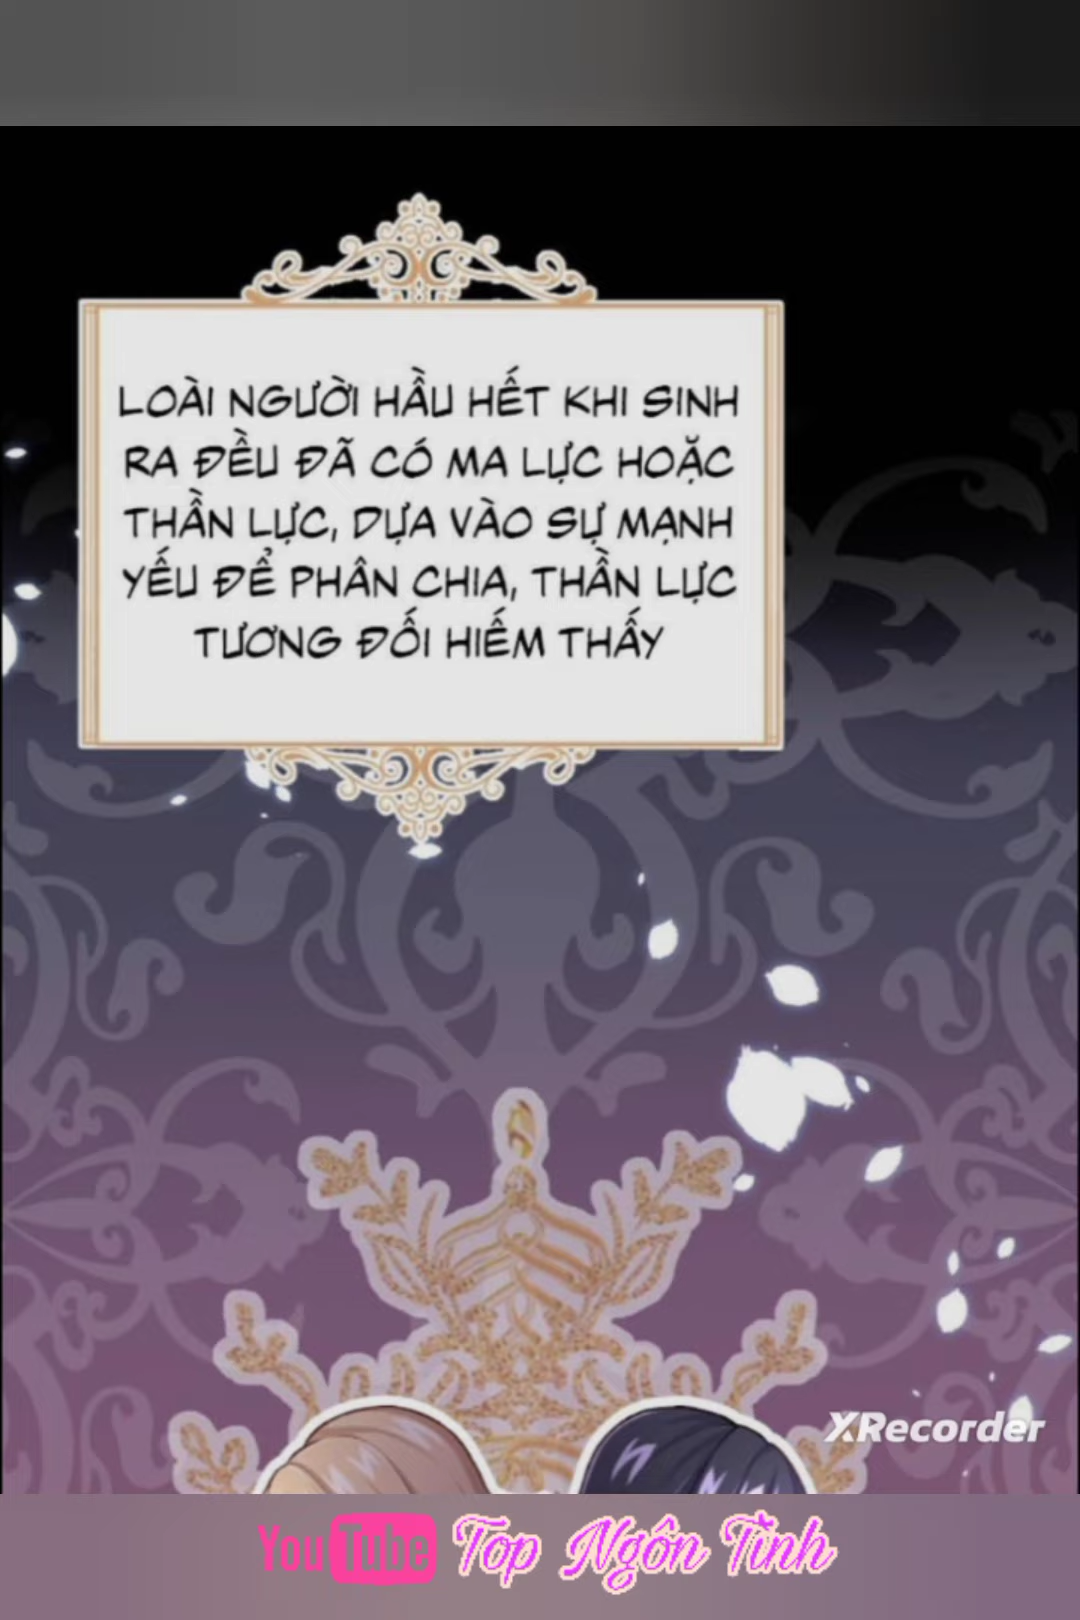 LOÀI NGƯỜI HẦU HẾT KHI SINH
RA ĐỀU ĐÃ CÓ MA LỰC HOẶC
THẦN LỰC, DỰA VÀO SỰ MẠNH
YẾU ĐỂ PHÂN CHIA, THẦN LỰC
TƯƠNG ĐỐI HIẾM THẤY
XRecorder
YouTube Top Ngôn Tình